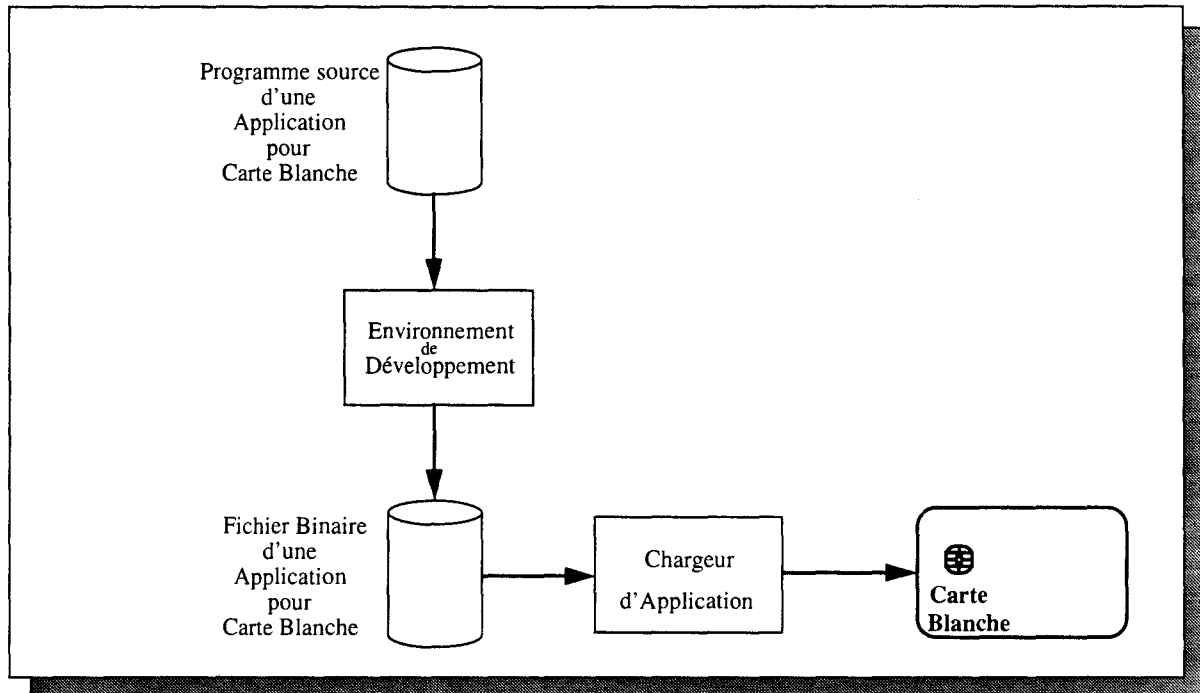 Programme source
d'une
Application
pour
Carte Blanche
Environnement
de
Développement
Fichier Binaire
d'une
Application
pour
Carte Blanche
Chargeur
d'Application
Carte
Blanche